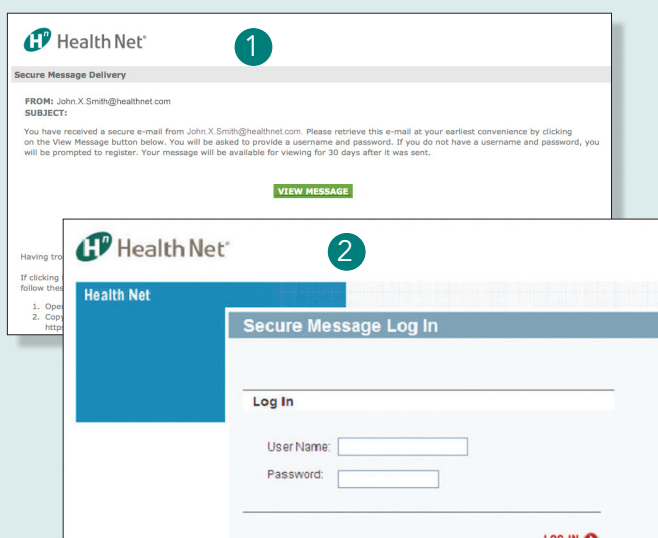 Health Net®
1
Secure Message Delivery
FROM: John.X.Smith@healthnet.com
SUBJECT:
You have received a secure e-mail from John.X.Smith@healthnet.com. Please retrieve this e-mail at your earliest convenience by clicking
on the View Message button below. You will be asked to provide a username and password. If you do not have a username and password, you
will be prompted to register. Your message will be available for viewing for 30 days after it was sent.
VIEW MESSAGE
Having tro
If clicking
follow thes
1. Oper
2. Copy
https
Health Net®
2
Health Net
Secure Message Log In
Log In
User Name:
Password:
LOG IN